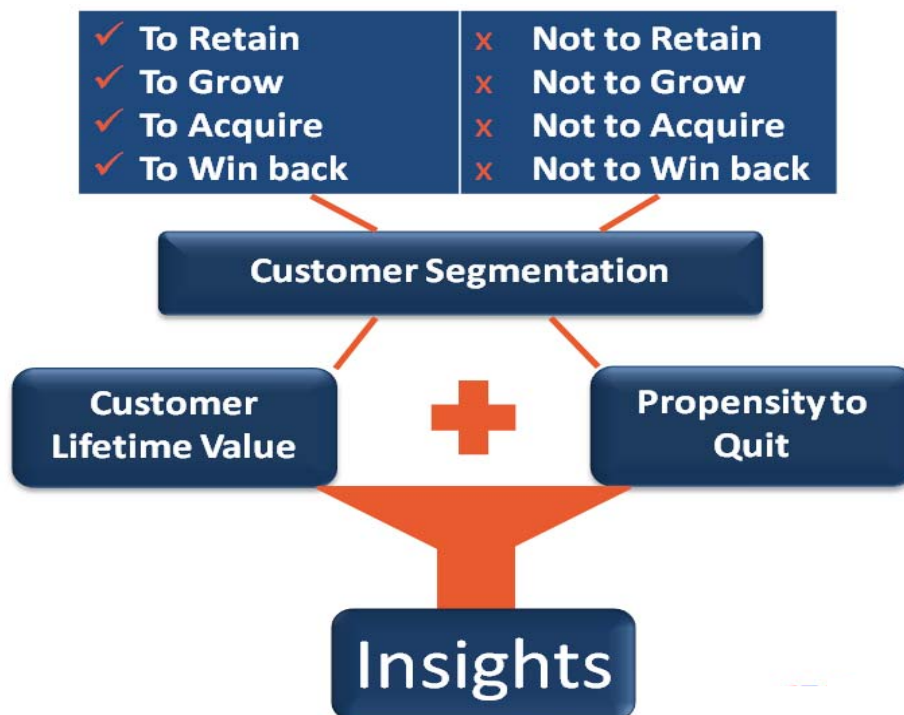 ✓ To Retain
✓ To Grow
✓ To Acquire
✓ To Win back
x Not to Retain
x Not to Grow
x Not to Acquire
x Not to Win back
Customer Segmentation
Customer
Lifetime Value
Propensity to
Quit
Insights